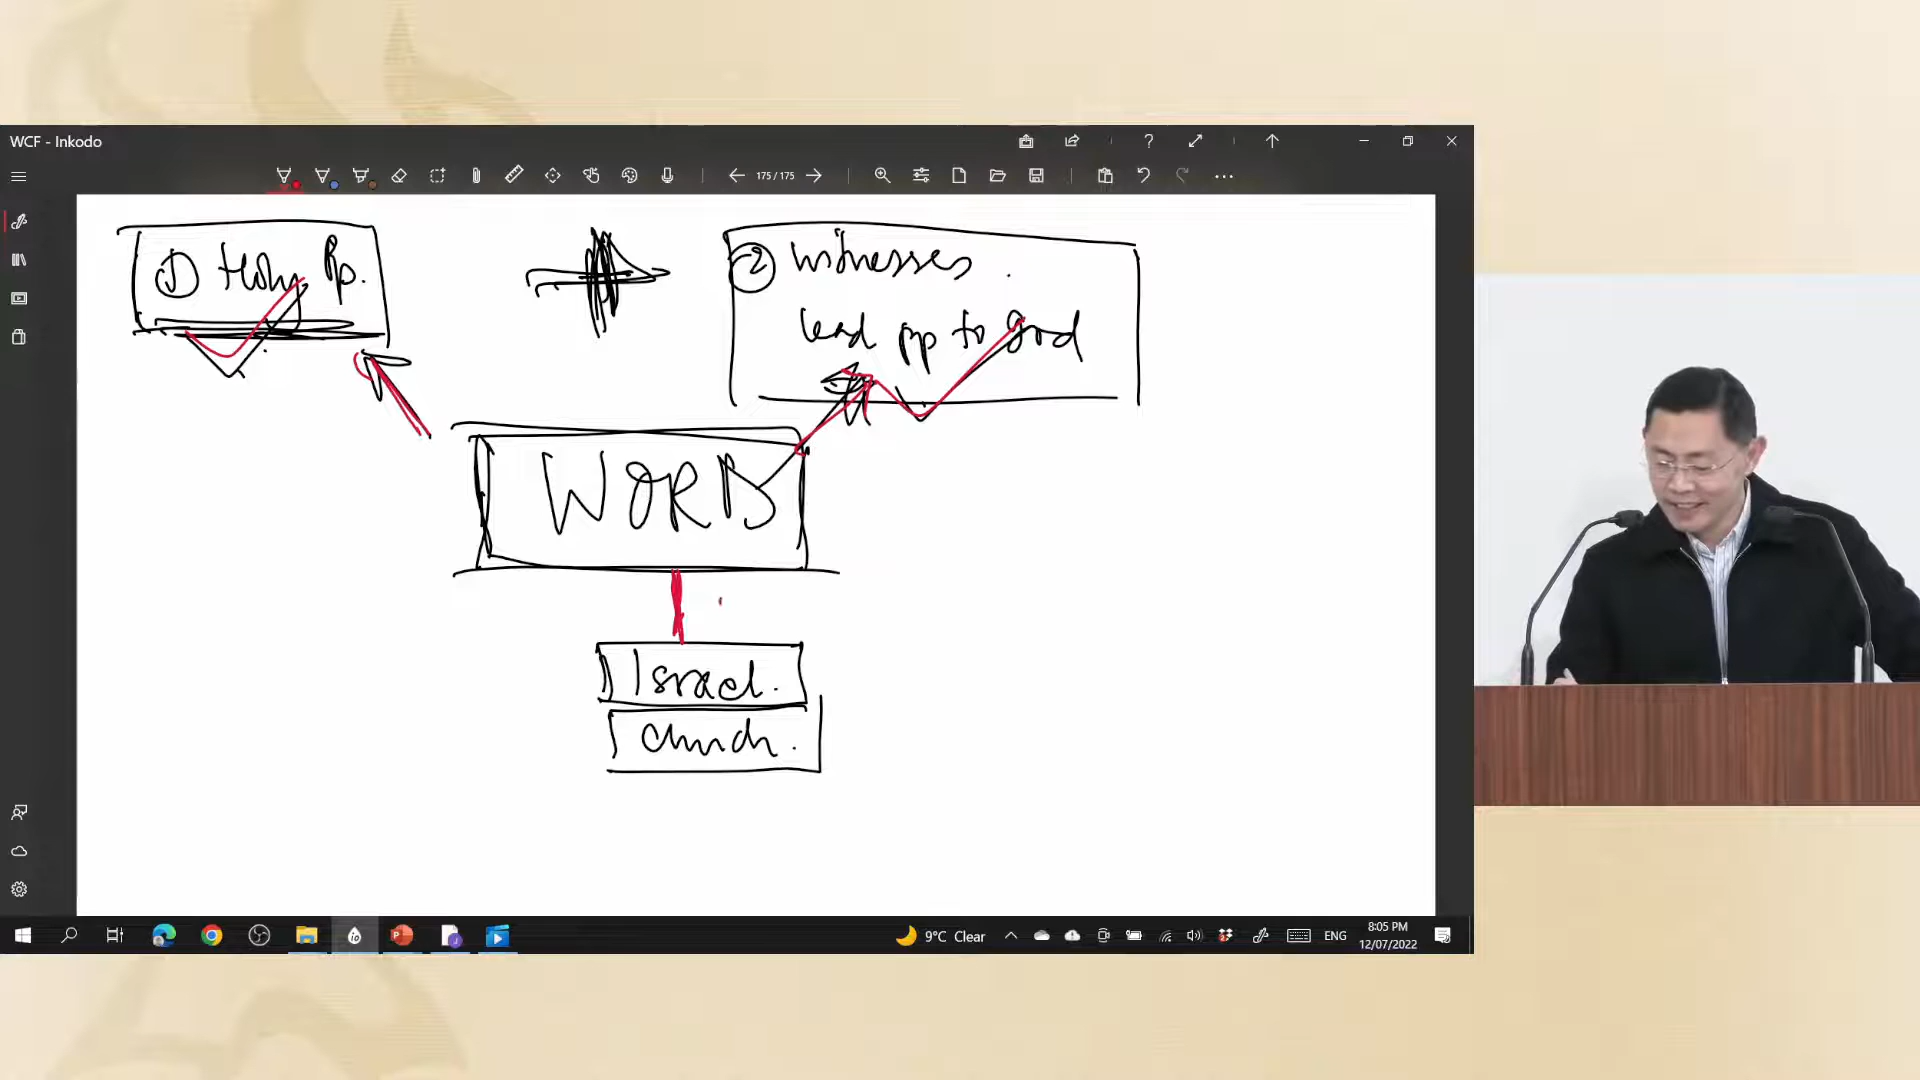 WCF - Inkodo
175 / 175
① Holy pp.
② witnesses.
lead pp to God
WORD
Israel.
church.
9°C Clear
ENG
8:05 PM
12/07/2022